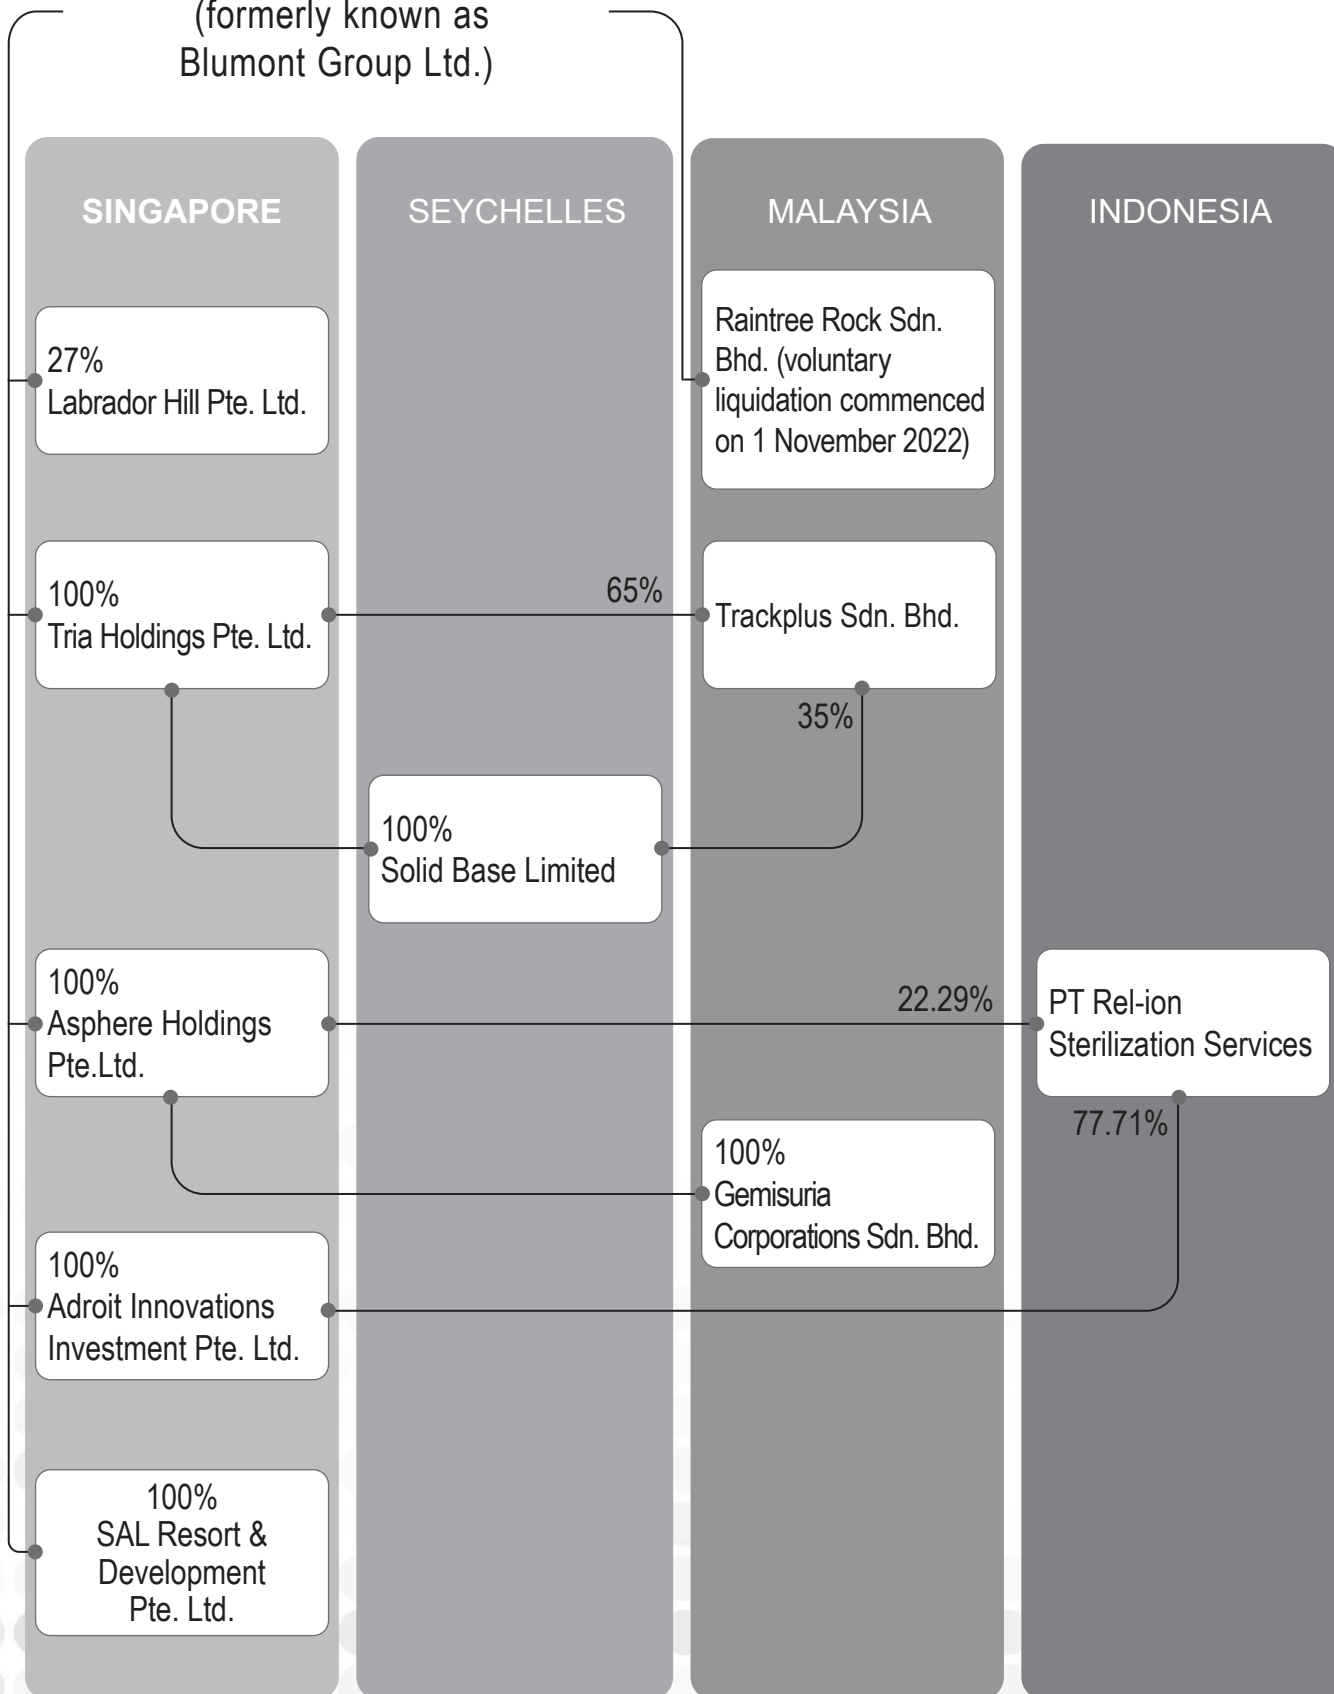 (formerly known as
Blumont Group Ltd.)
SINGAPORE
SEYCHELLES
MALAYSIA
INDONESIA
27%
Labrador Hill Pte. Ltd.
Raintree Rock Sdn.
Bhd. (voluntary
liquidation commenced
on 1 November 2022)
100%
Tria Holdings Pte. Ltd.
65%
Trackplus Sdn. Bhd.
35%
100%
Solid Base Limited
100%
Asphere Holdings
Pte.Ltd.
22.29%
PT Rel-ion
Sterilization Services
77.71%
100%
Gemisuria
Corporations Sdn. Bhd.
100%
Adroit Innovations
Investment Pte. Ltd.
100%
SAL Resort &
Development
Pte. Ltd.